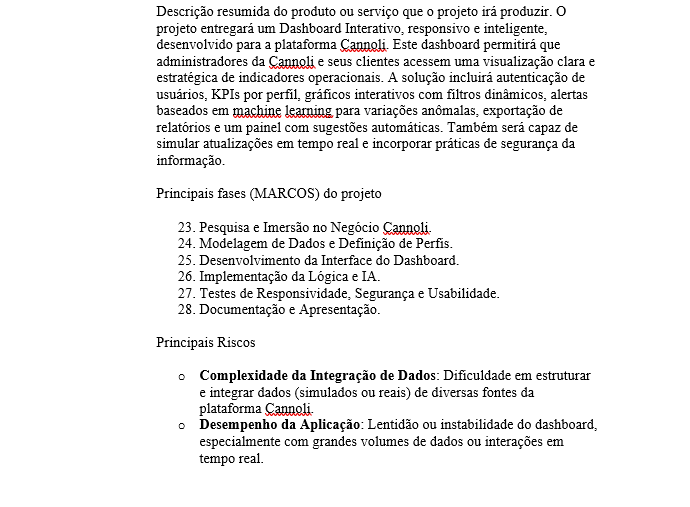 Descrição resumida do produto ou serviço que o projeto irá produzir. O
projeto entregará um Dashboard Interativo, responsivo e inteligente,
desenvolvido para a plataforma Cannoli. Este dashboard permitirá que
administradores da Cannoli e seus clientes acessem uma visualização clara e
estratégica de indicadores operacionais. A solução incluirá autenticação de
usuários, KPIs por perfil, gráficos interativos com filtros dinâmicos, alertas
baseados em machine learning para variações anômalas, exportação de
relatórios e um painel com sugestões automáticas. Também será capaz de
simular atualizações em tempo real e incorporar práticas de segurança da
informação.
Principais fases (MARCOS) do projeto
23. Pesquisa e Imersão no Negócio Cannoli.
24. Modelagem de Dados e Definição de Perfis.
25. Desenvolvimento da Interface do Dashboard.
26. Implementação da Lógica e IA.
27. Testes de Responsividade, Segurança e Usabilidade.
28. Documentação e Apresentação.
Principais Riscos
o Complexidade da Integração de Dados: Dificuldade em estruturar
e integrar dados (simulados ou reais) de diversas fontes da
plataforma Cannoli.
o Desempenho da Aplicação: Lentidão ou instabilidade do dashboard,
especialmente com grandes volumes de dados ou interações em
tempo real.